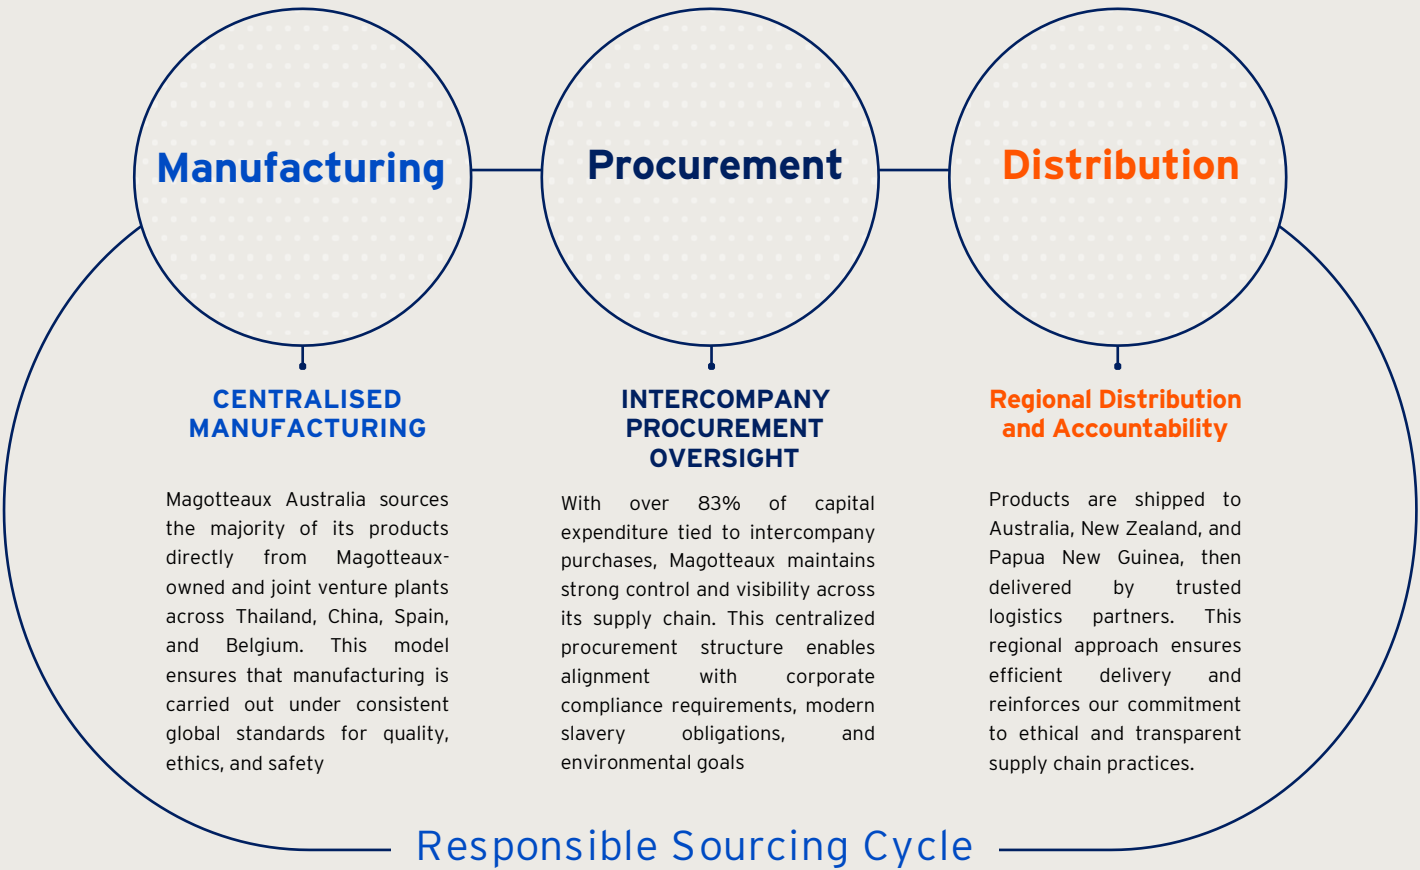 Manufacturing
Procurement
Distribution
CENTRALISED
MANUFACTURING
Magotteaux Australia sources
the majority of its products
directly from Magotteaux-
owned and joint venture plants
across Thailand, China, Spain,
and Belgium. This model
ensures that manufacturing is
carried out under consistent
global standards for quality,
ethics, and safety
INTERCOMPANY
PROCUREMENT
OVERSIGHT
With over 83% of capital
expenditure tied to intercompany
purchases, Magotteaux maintains
strong control and visibility across
its supply chain. This centralized
procurement structure enables
alignment with corporate
compliance requirements, modern
slavery obligations, and
environmental goals
Regional Distribution
and Accountability
Products are shipped to
Australia, New Zealand, and
Papua New Guinea, then
delivered by trusted
logistics partners. This
regional approach ensures
efficient delivery and
reinforces our commitment
to ethical and transparent
supply chain practices.
Responsible Sourcing Cycle